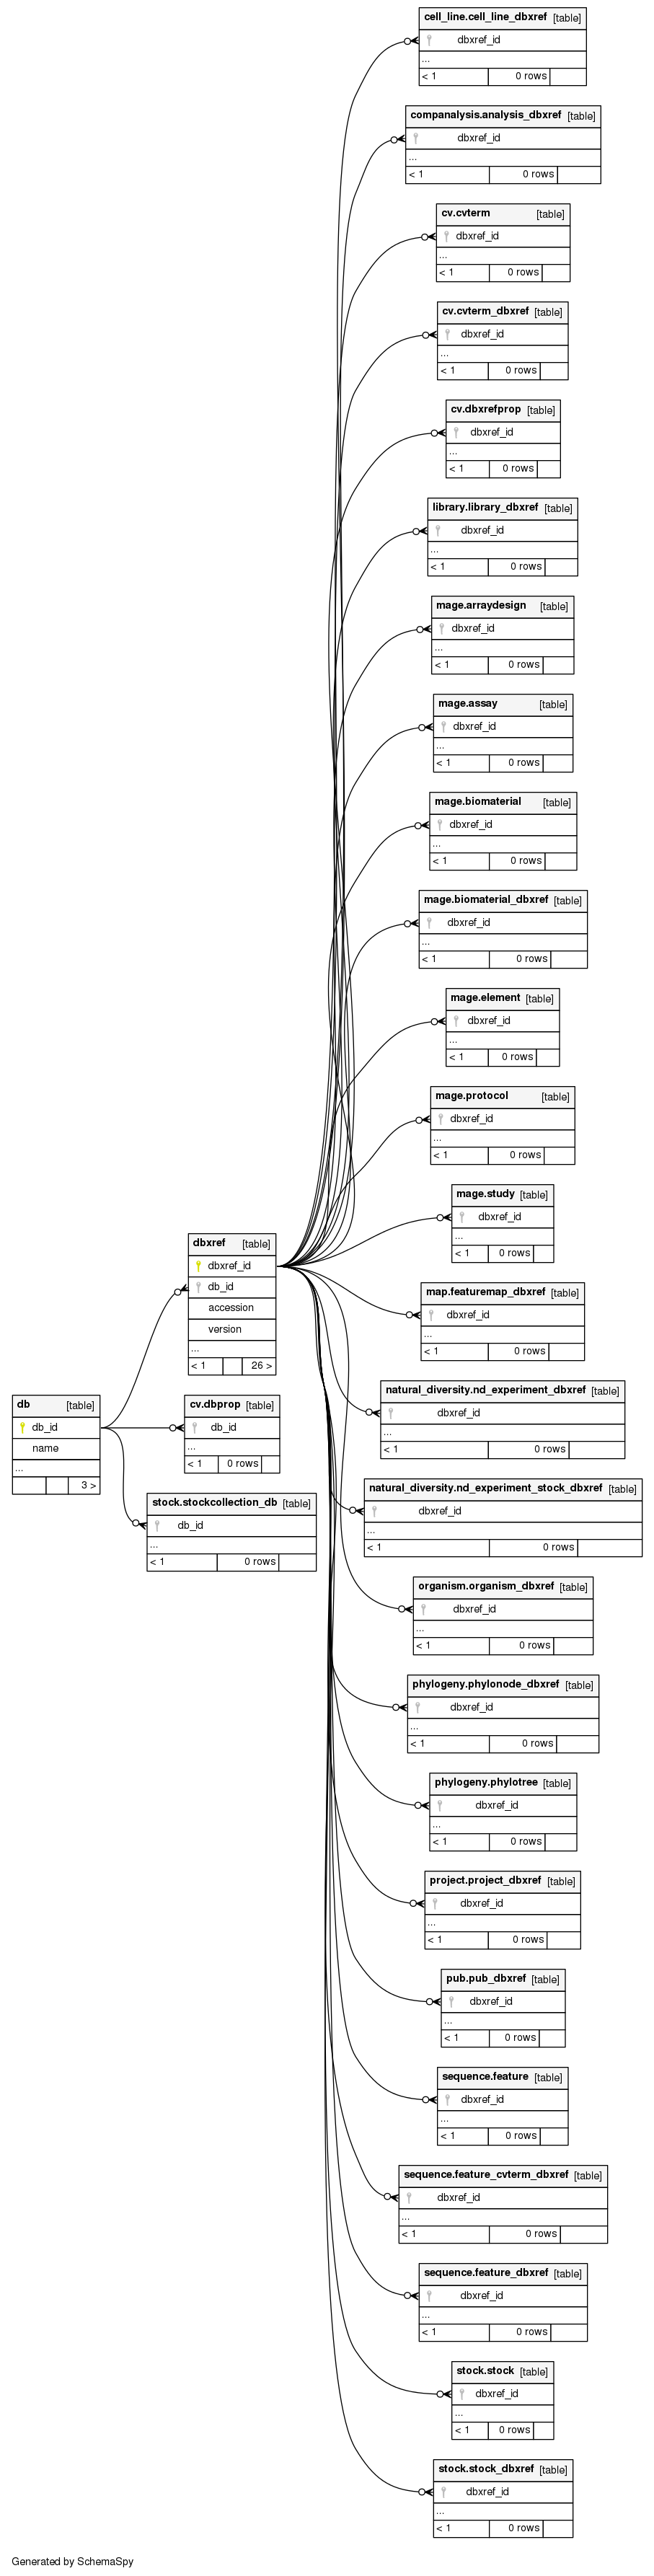 cell_line.cell_line_dbxref [table]
dbxref_id
...
< 1 0 rows
companalysis.analysis_dbxref [table]
dbxref_id
...
< 1 0 rows
cv.cvterm [table]
dbxref_id
...
< 1 0 rows
cv.cvterm_dbxref [table]
dbxref_id
...
< 1 0 rows
cv.dbxrefprop [table]
dbxref_id
...
< 1 0 rows
library.library_dbxref [table]
dbxref_id
...
< 1 0 rows
mage.arraydesign [table]
dbxref_id
...
< 1 0 rows
mage.assay [table]
dbxref_id
...
< 1 0 rows
mage.biomaterial [table]
dbxref_id
...
< 1 0 rows
mage.biomaterial_dbxref [table]
dbxref_id
...
< 1 0 rows
mage.element [table]
dbxref_id
...
< 1 0 rows
mage.protocol [table]
dbxref_id
...
< 1 0 rows
mage.study [table]
dbxref_id
...
< 1 0 rows
dbxref [table]
dbxref_id
db_id
accession
version
...
< 1 26 >
map.featuremap_dbxref [table]
dbxref_id
...
< 1 0 rows
db [table]
db_id
name
...
3 >
cv.dbprop [table]
db_id
...
< 1 0 rows
natural_diversity.nd_experiment_dbxref [table]
dbxref_id
...
< 1 0 rows
stock.stockcollection_db [table]
db_id
...
< 1 0 rows
natural_diversity.nd_experiment_stock_dbxref [table]
dbxref_id
...
< 1 0 rows
organism.organism_dbxref [table]
dbxref_id
...
< 1 0 rows
phylogeny.phylonode_dbxref [table]
dbxref_id
...
< 1 0 rows
phylogeny.phylotree [table]
dbxref_id
...
< 1 0 rows
project.project_dbxref [table]
dbxref_id
...
< 1 0 rows
pub.pub_dbxref [table]
dbxref_id
...
< 1 0 rows
sequence.feature [table]
dbxref_id
...
< 1 0 rows
sequence.feature_cvterm_dbxref [table]
dbxref_id
...
< 1 0 rows
sequence.feature_dbxref [table]
dbxref_id
...
< 1 0 rows
stock.stock [table]
dbxref_id
...
< 1 0 rows
stock.stock_dbxref [table]
dbxref_id
...
< 1 0 rows
Generated by SchemaSpy